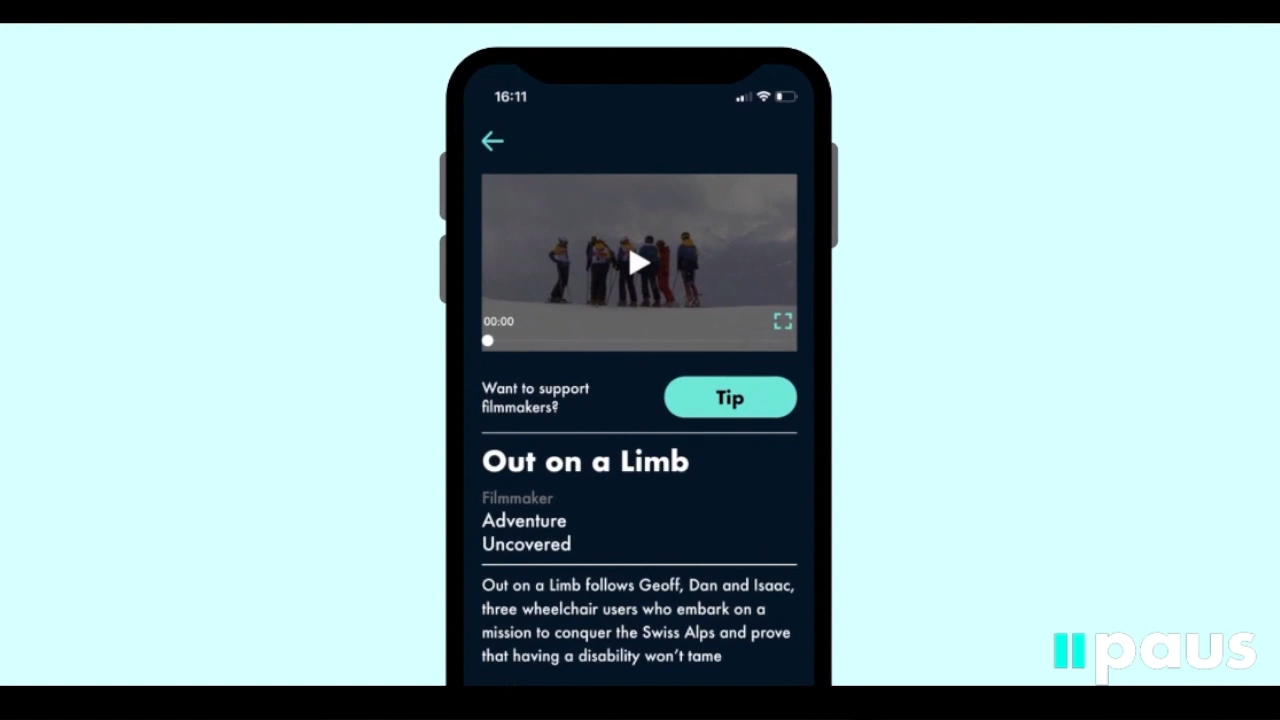 16:11
00:00
Want to support
filmmakers?
Tip
Out on a Limb
Filmmaker
Adventure
Uncovered
Out on a Limb follows Geoff, Dan and Isaac,
three wheelchair users who embark on a
mission to conquer the Swiss Alps and prove
that having a disability won't tame
paus